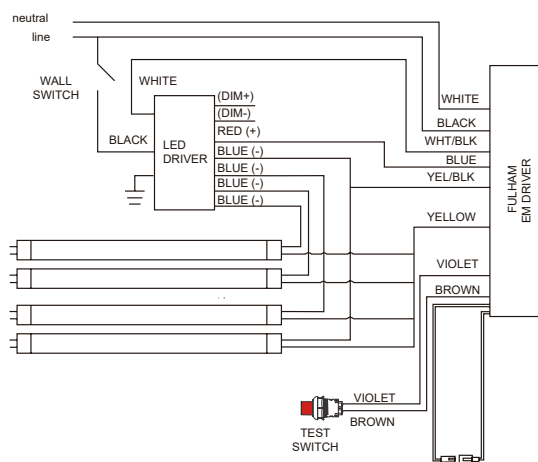 neutral
line
WALL
SWITCH
WHITE
BLACK
LED
DRIVER
(DIM+)
(DIM-)
RED (+)
BLUE (-)
BLUE (-)
BLUE (-)
BLUE (-)
WHITE
BLACK
WHT/BLK
BLUE
YEL/BLK
YELLOW
VIOLET
BROWN
FULHAM
EM DRIVER
VIOLET
BROWN
TEST
SWITCH